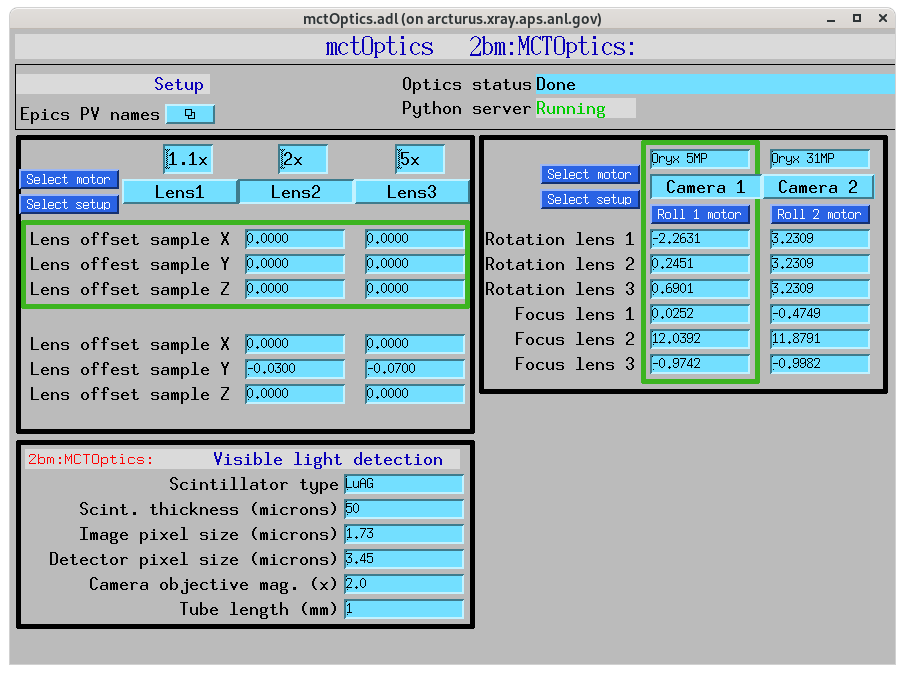 mctOptics.adl (on arcturus.xray.aps.anl.gov)
mctOptics 2bm:MCTOptics:
Setup
Epics PV names
Optics status Done
Python server Running
1.1x 2x 5x
Select motor
Lens1 Lens2 Lens3
Select setup
Lens offset sample X 0.0000 0.0000
Lens offest sample Y 0.0000 0.0000
Lens offset sample Z 0.0000 0.0000
Lens offset sample X 0.0000 0.0000
Lens offest sample Y -0.0300 -0.0700
Lens offset sample Z 0.0000 0.0000
Oryx 5MP Oryx 31MP
Select motor Camera 1 Camera 2
Select setup
Roll 1 motor Roll 2 motor
Rotation lens 1 -2.2631 3.2309
Rotation lens 2 0.2451 3.2309
Rotation lens 3 0.6901 3.2309
Focus lens 1 0.0252 -0.4749
Focus lens 2 12.0392 11.8791
Focus lens 3 -0.9742 -0.9982
2bm:MCTOptics: Visible light detection
Scintillator type LuAG
Scint. thickness (microns) 50
Image pixel size (microns) 1.73
Detector pixel size (microns) 3.45
Camera objective mag. (x) 2.0
Tube length (mm) 1